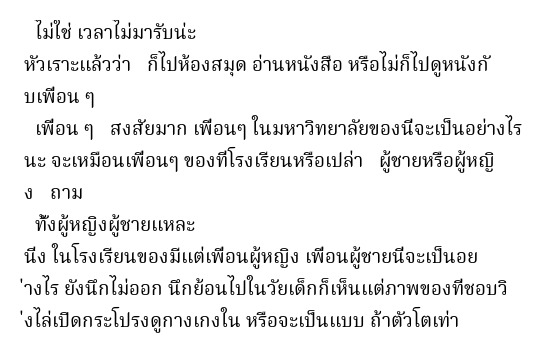 ไม่ใช่ เวลาไม่มารับน่ะ
หัวเราะแล้วว่า ก็ไปห้องสมุด อ่านหนังสือ หรือไม่ก็ไปดูหนังกั
บเพื่อน ๆ
เพื่อน ๆ สงสัยมาก เพื่อนๆ ในมหาวิทยาลัยของนีจะเป็นอย่างไร
นะ จะเหมือนเพื่อนๆ ของที่โรงเรียนหรือเปล่า ผู้ชายหรือผู้หญิ
ง ถาม
ทั้งผู้หญิงผู้ชายแหละ
นึง ในโรงเรียนของมีแต่เพื่อนผู้หญิง เพื่อนผู้ชายนี่จะเป็นอย
่างไร ยังนึกไม่ออก นึกย้อนไปในวัยเด็กก็เห็นแต่ภาพของที่ชอบวิ
่งไล่เปิดกระโปรงดูกางเกงใน หรือจะเป็นแบบ ถ้าตัวโตเท่า